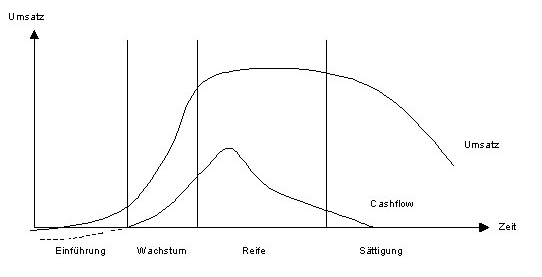 Umsatz
Umsatz
Cashflow
Zeit
Einführung
Wachstum
Reife
Sättigung